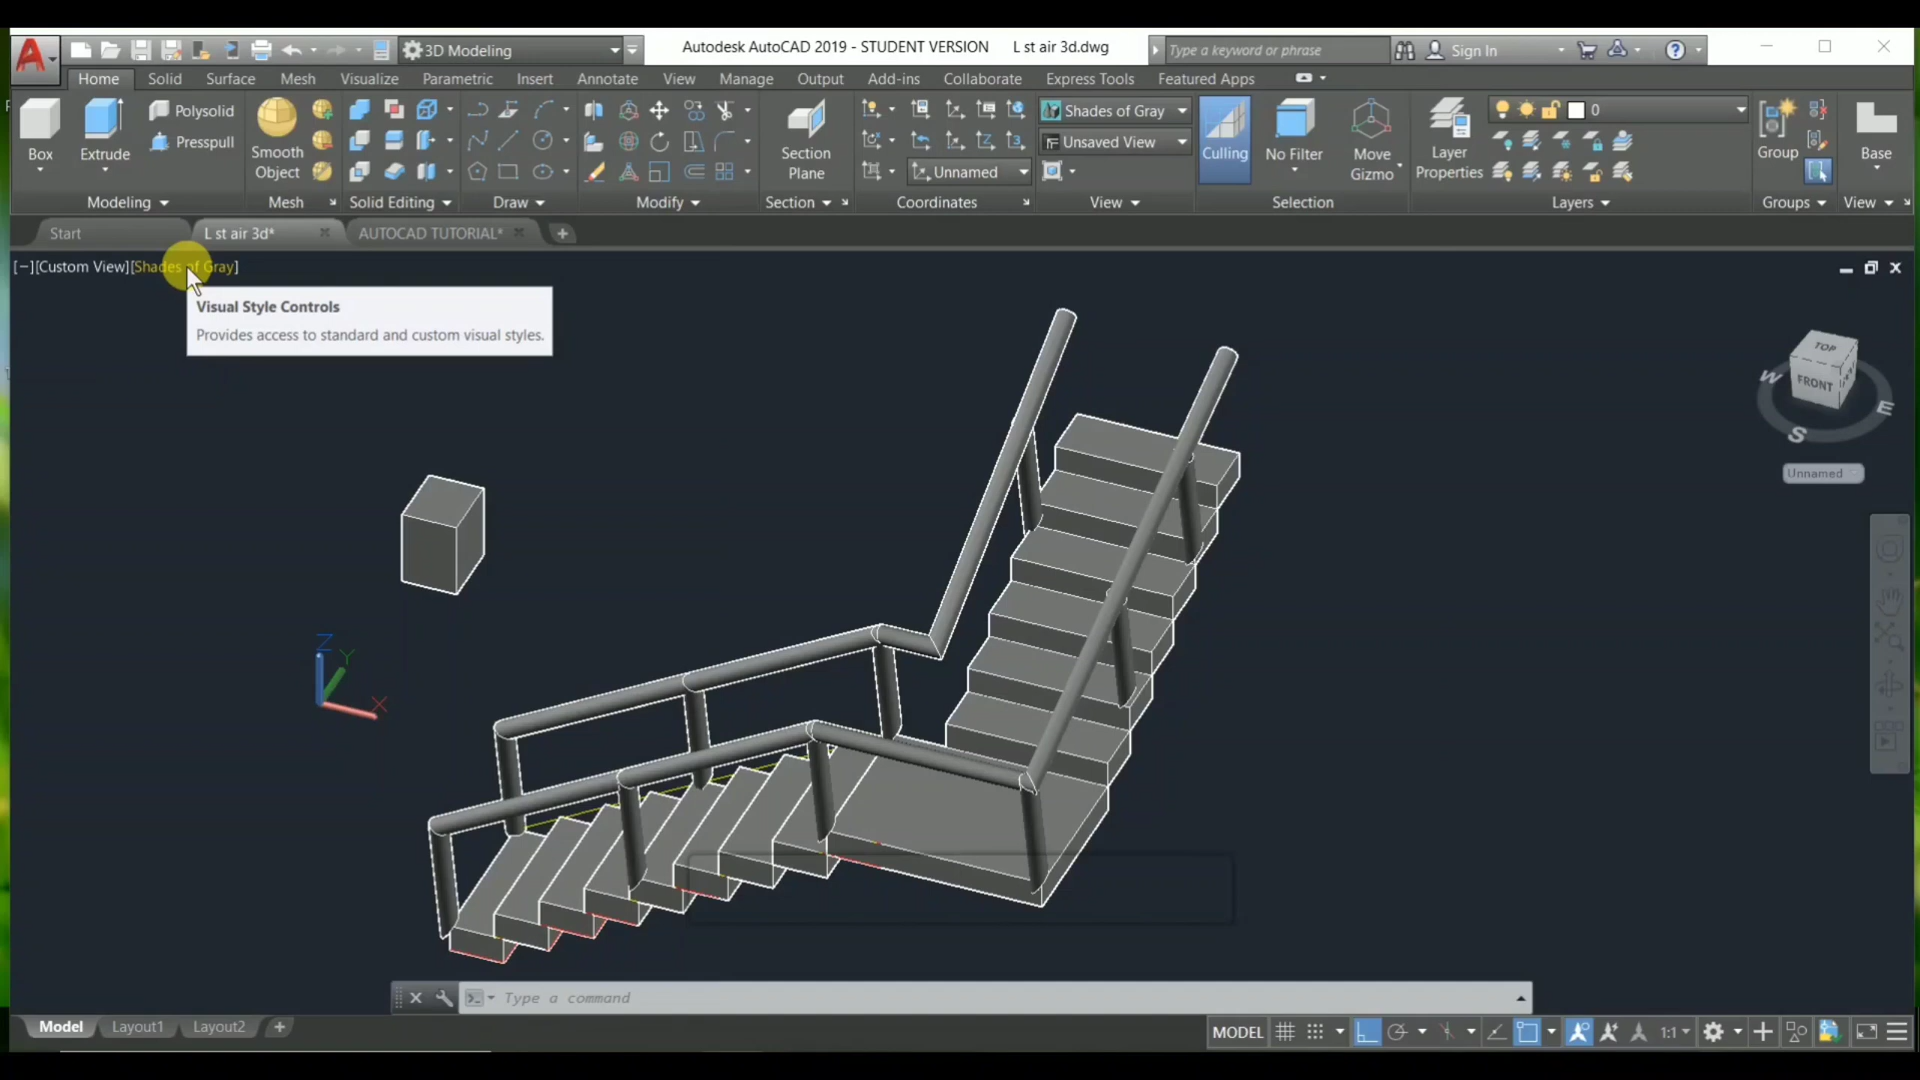 3D Modeling
Autodesk AutoCAD 2019 - STUDENT VERSION    L st air 3d.dwg
Type a keyword or phrase
Sign In
Home Solid Surface Mesh Visualize Parametric Insert Annotate View Manage Output Add-ins Collaborate Express Tools Featured Apps
Box
Extrude
Polysolid
Presspull
Smooth
Object
Section
Plane
Unnamed
Shades of Gray
Unsaved View
Culling
No Filter
Move
Gizmo
Layer
Properties
0
Group
Base
Modeling
Mesh
Solid Editing
Draw
Modify
Section
Coordinates
View
Selection
Layers
Groups
View
Start
L st air 3d*
AUTOCAD TUTORIAL*
[−][Custom View][Shades of Gray]
Visual Style Controls
Provides access to standard and custom visual styles.
TOP
FRONT
W
E
S
Unnamed
Z
Y
X
Type a command
Model
Layout1
Layout2
MODEL
1:1